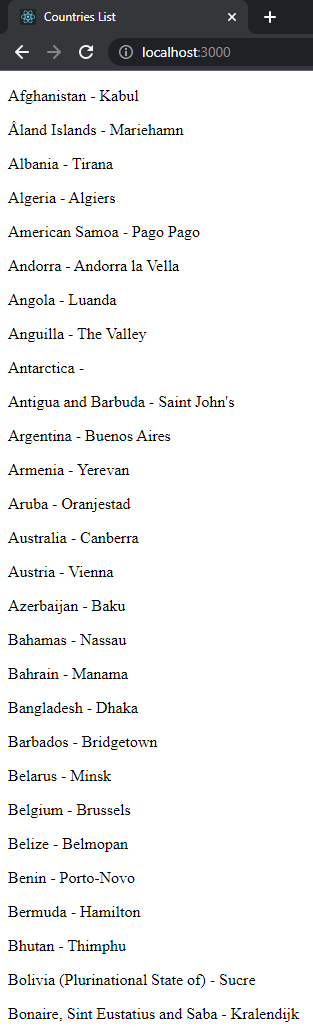 Countries List
localhost:3000
Afghanistan - Kabul
Åland Islands - Mariehamn
Albania - Tirana
Algeria - Algiers
American Samoa - Pago Pago
Andorra - Andorra la Vella
Angola - Luanda
Anguilla - The Valley
Antarctica -
Antigua and Barbuda - Saint John's
Argentina - Buenos Aires
Armenia - Yerevan
Aruba - Oranjestad
Australia - Canberra
Austria - Vienna
Azerbaijan - Baku
Bahamas - Nassau
Bahrain - Manama
Bangladesh - Dhaka
Barbados - Bridgetown
Belarus - Minsk
Belgium - Brussels
Belize - Belmopan
Benin - Porto-Novo
Bermuda - Hamilton
Bhutan - Thimphu
Bolivia (Plurinational State of) - Sucre
Bonaire, Sint Eustatius and Saba - Kralendijk